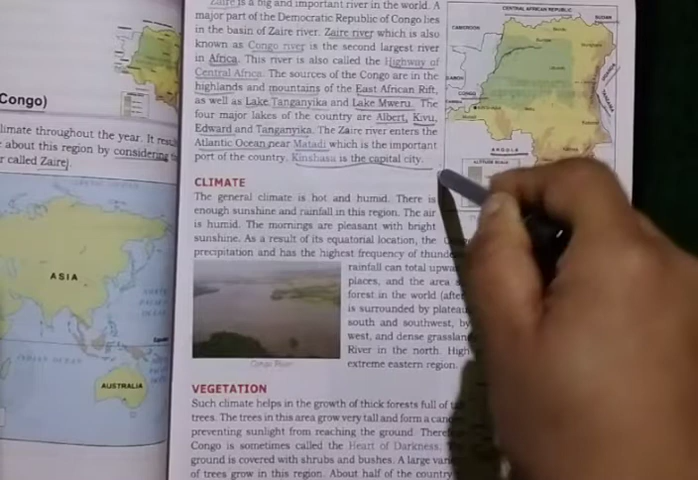 Congo)
limate throughout the year. It resu
about this region by considering
r called Zaire).
ASIA
AUSTRALIA
Zaire is a big and important river in the world. A
major part of the Democratic Republic of Congo lies
in the basin of Zaire river. Zaire river which is also
known as Congo river is the second largest river
in Africa. This river is also called the Highway of
Central Africa. The sources of the Congo are in the
highlands and mountains of the East African Rift,
as well as Lake Tanganyika and Lake Mweru. The
four major lakes of the country are Albert, Kivu,
Edward and Tanganyika. The Zaire river enters the
Atlantic Ocean near Matadi which is the important
port of the country. Kinshasa is the capital city.
CLIMATE
The general climate is hot and humid. There is
enough sunshine and rainfall in this region. The air
is humid. The mornings are pleasant with bright
sunshine. As a result of its equatorial location, the
precipitation and has the highest frequency of thunde
rainfall can total upwa
places, and the area
forest in the world (after
is surrounded by plateau
south and southwest, by
west, and dense grasslan
River in the north. High
extreme eastern region.
Congo River
VEGETATION
Such climate helps in the growth of thick forests full of
trees. The trees in this area grow very tall and form a cano
preventing sunlight from reaching the ground. There
Congo is sometimes called the Heart of Darkness.
ground is covered with shrubs and bushes. A large var
of trees grow in this region. About half of the country
CENTRAL AFRICAN REPUBLIC
SUDAN
CAMEROON
CONGO
ANGOLA
ALTITUDE SCALE